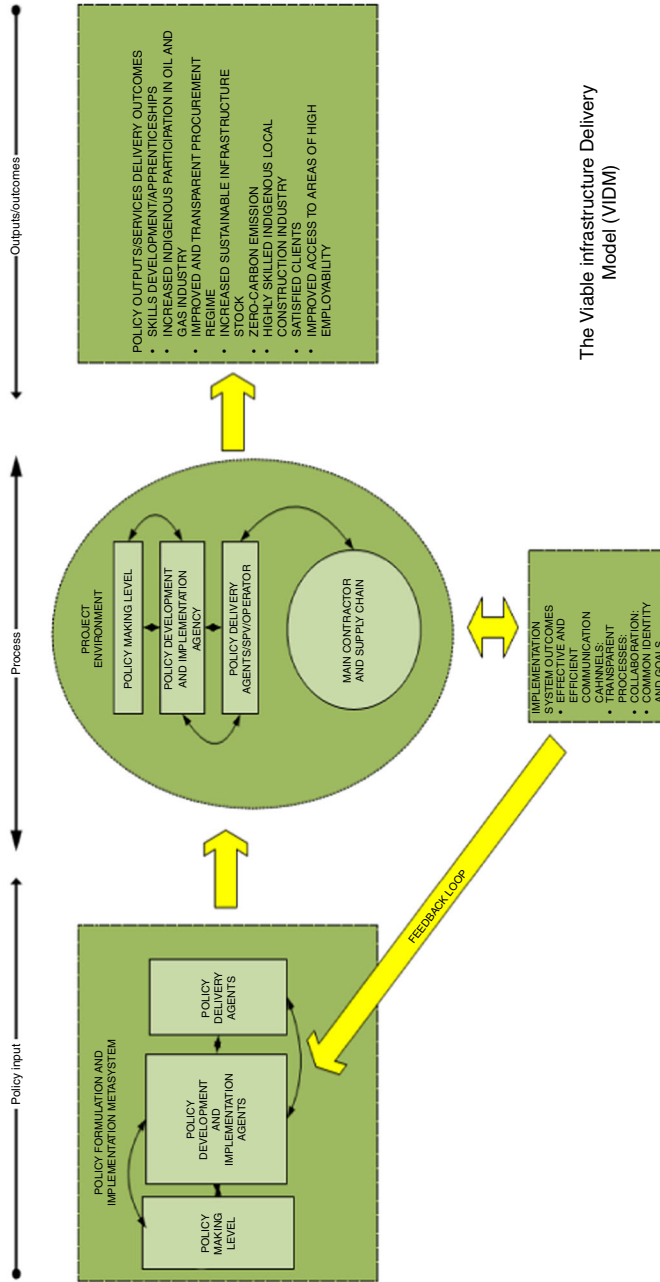 Policy input
Process
Outputs/outcomes
POLICY FORMULATION AND
IMPLEMENTATION METASYSTEM
POLICY
MAKING
LEVEL
POLICY
DEVELOPMENT
AND
IMPLEMENTATION
AGENTS
POLICY
DELIVERY
AGENTS
PROJECT
ENVIRONMENT
POLICY MAKING LEVEL
POLICY DEVELOPMENT
AND IMPLEMENTATION
AGENCY
POLICY DELIVERY
AGENTS/SPV/OPERATOR
MAIN CONTRACTOR
AND SUPPLY CHAIN
POLICY OUTPUTS/SERVICES DELIVERY OUTCOMES
• SKILLS DEVELOPMENT/APPRENTICESHIPS
• INCREASED INDIGENOUS PARTICIPATION IN OIL AND
GAS INDUSTRY
• IMPROVED AND TRANSPARENT PROCUREMENT
REGIME
• INCREASED SUSTAINABLE INFRASTRUCTURE
STOCK
• ZERO-CARBON EMISSION
• HIGHLY SKILLED INDIGENOUS LOCAL
CONSTRUCTION INDUSTRY
• SATISFIED CLIENTS
• IMPROVED ACCESS TO AREAS OF HIGH
EMPLOYABILITY
FEEDBACK LOOP
IMPLEMENTATION
SYSTEM OUTCOMES
• EFFECTIVE AND
EFFICIENT
COMMUNICATION
CAHNNELS:
• TRANSPARENT
PROCESSES:
• COLLABORATION:
• COMMON IDENTITY
AND GOALS
The Viable infrastructure Delivery
Model (VIDM)